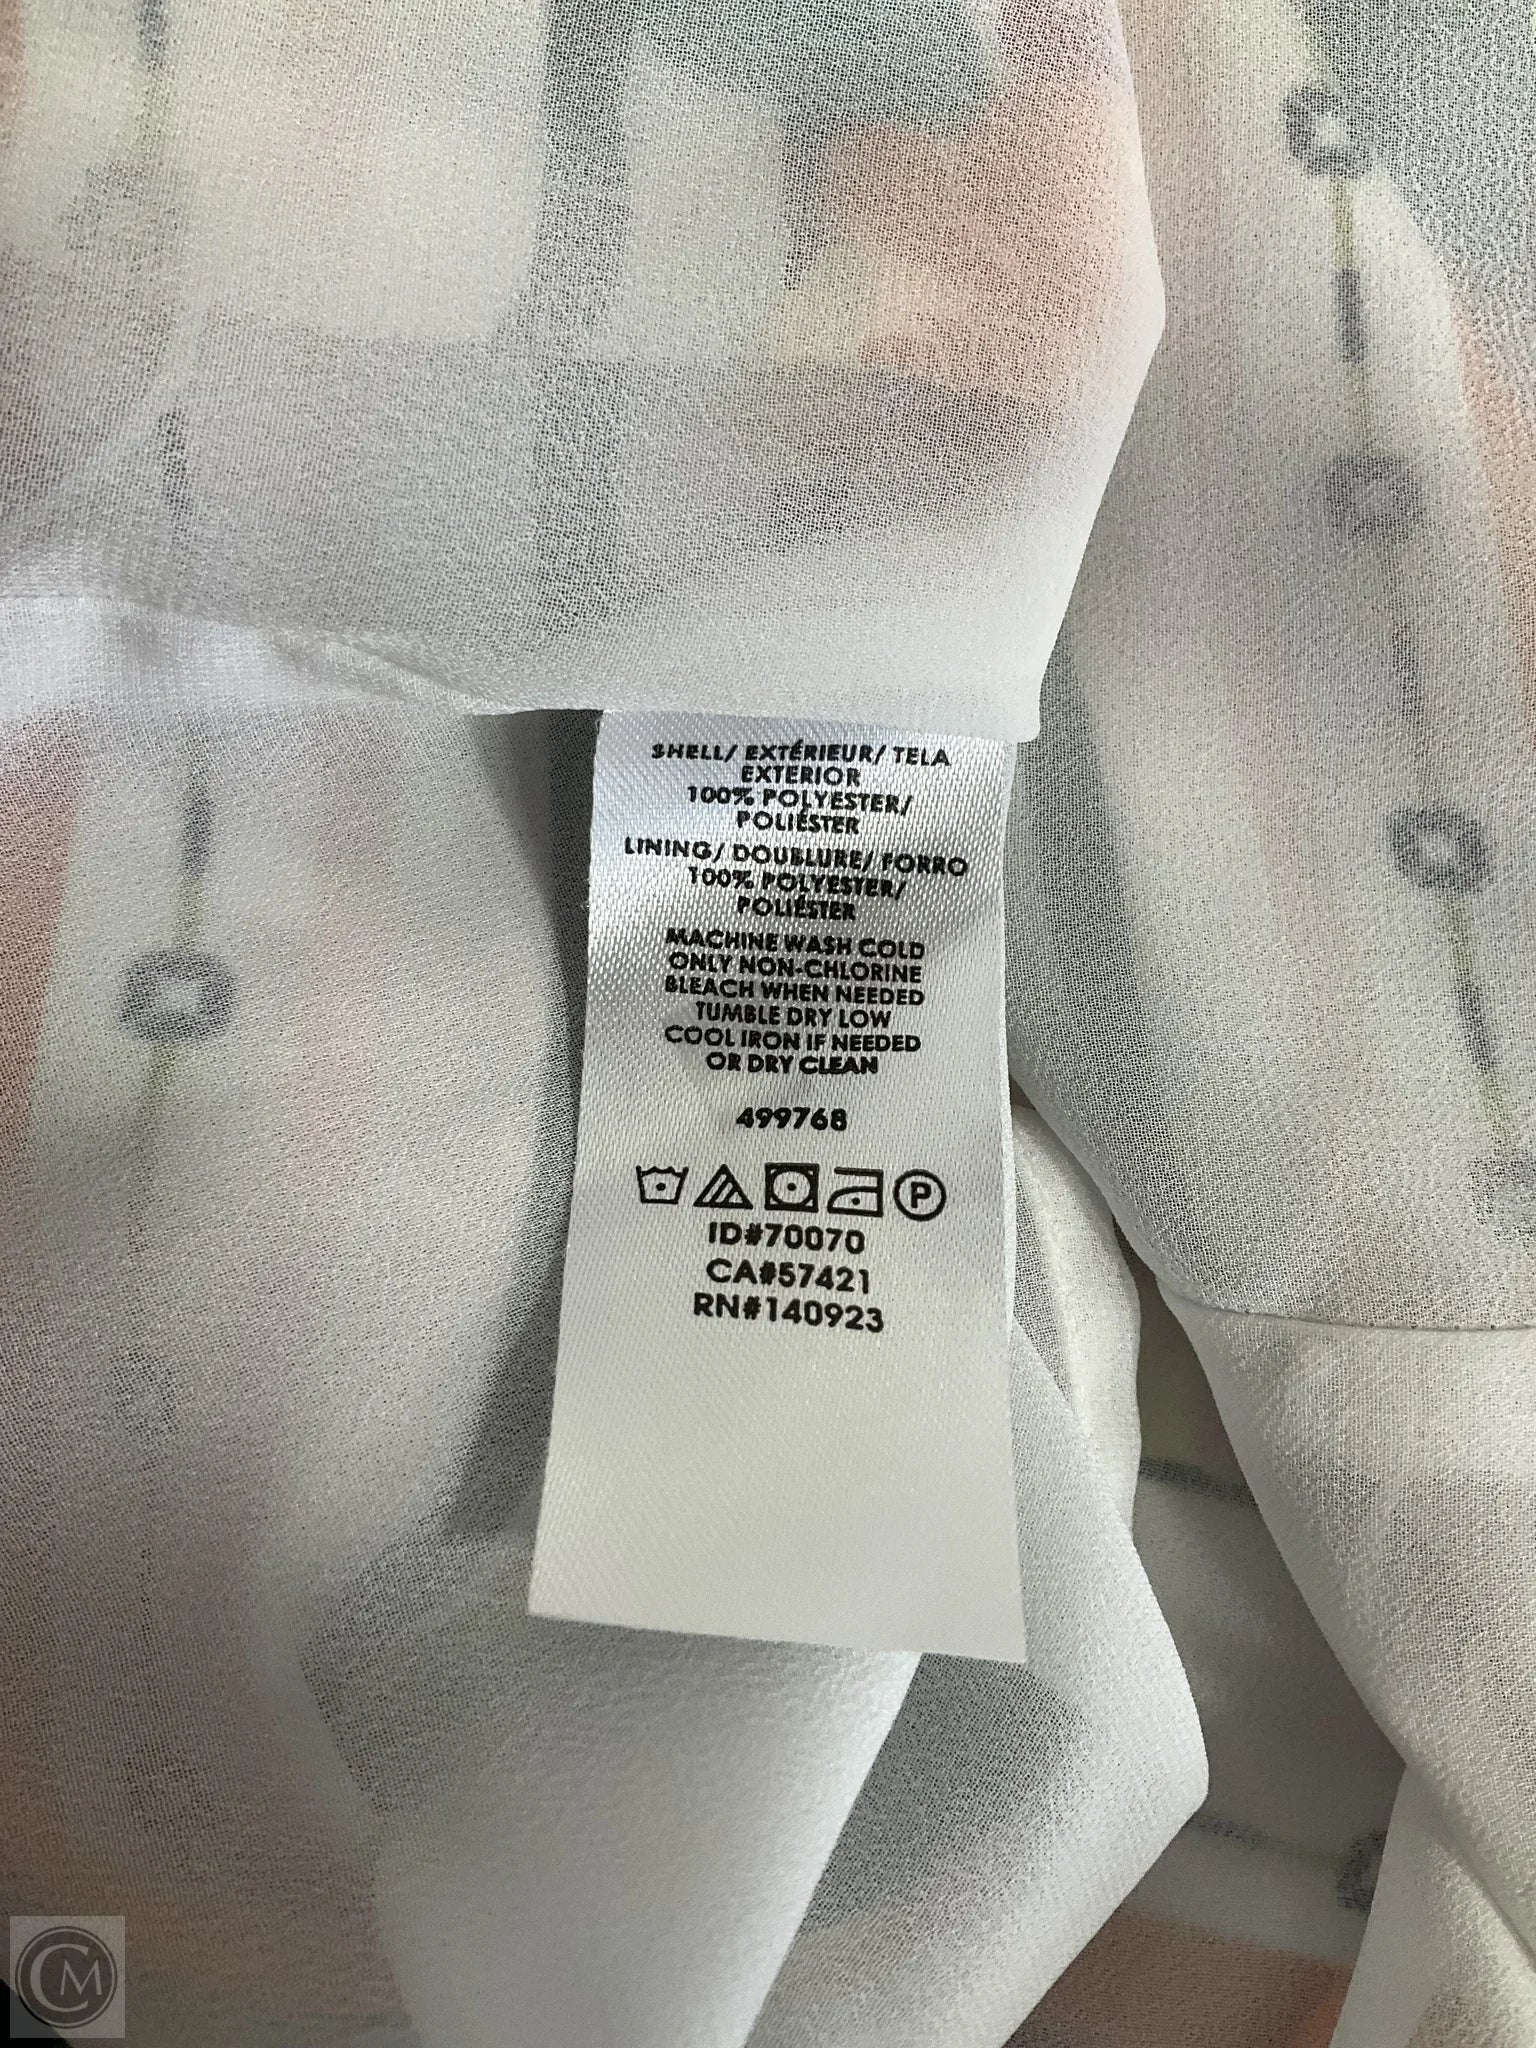 SHELL/ EXTÉRIEUR/ TELA
EXTERIOR
100% POLYESTER/
POLIÉSTER
LINING/ DOUBLURE/ FORRO
100% POLYESTER/
POLIÉSTER
MACHINE WASH COLD
ONLY NON-CHLORINE
BLEACH WHEN NEEDED
TUMBLE DRY LOW
COOL IRON IF NEEDED
OR DRY CLEAN
499768
P
ID#70070
CA#57421
RN#140923
CM